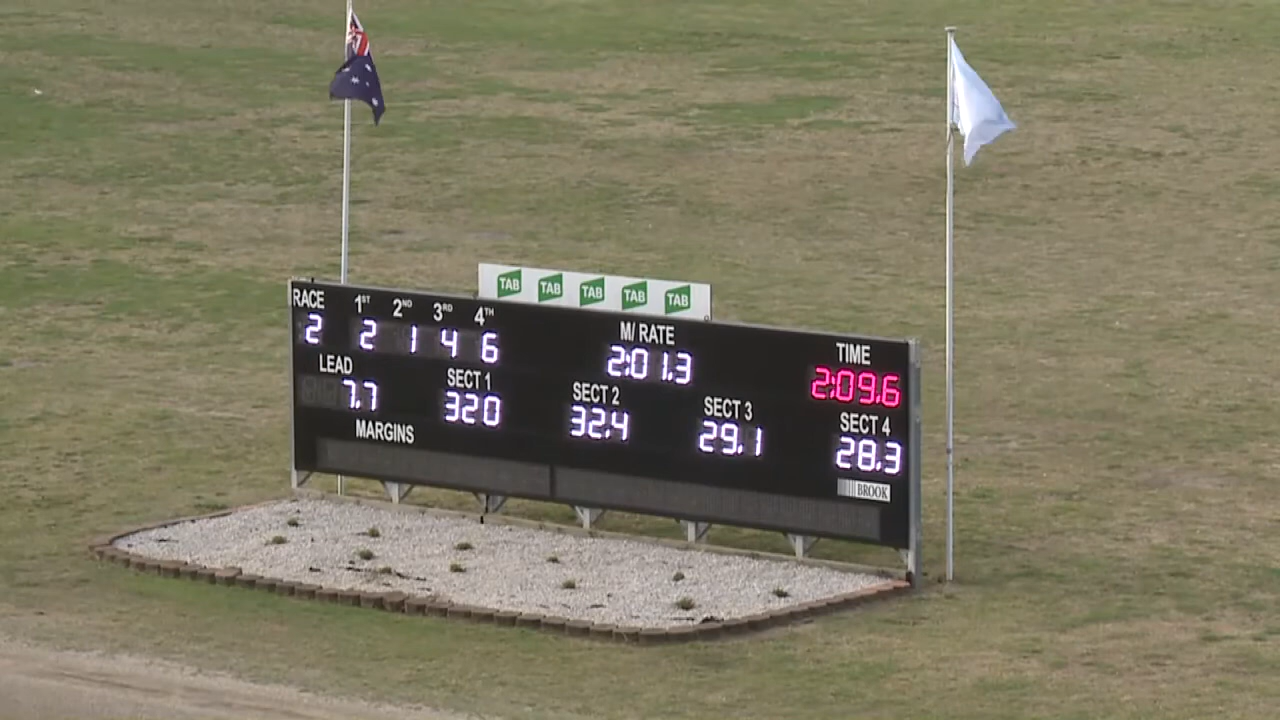 TAB TAB TAB TAB TAB
RACE 1ST 2ND 3RD 4TH M/ RATE TIME
2 2 1 4 6 2:01.3 2:09.6
LEAD SECT 1 SECT 2 SECT 3 SECT 4
7.7 320 32.4 29.1 28.3
MARGINS
BROOK